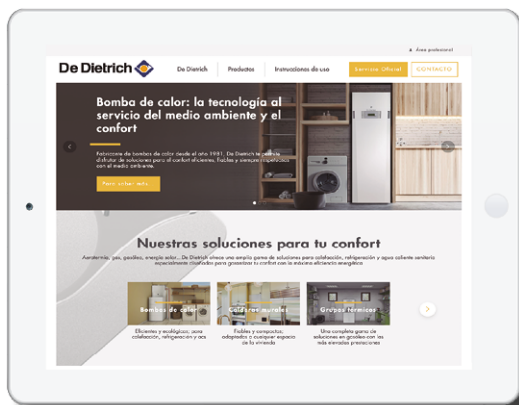 Área profesional
De Dietrich
De Dietrich
Productos
Instrucciones de uso
Servicio Oficial
CONTACTO
Bomba de calor: la tecnología al
servicio del medio ambiente y el
confort
Fabricante de bombas de calor desde el año 1981, De Dietrich te permite
disfrutar de soluciones para el confort eficientes, fiables y siempre respetuosas
con el medio ambiente.
Para saber más
Nuestras soluciones para tu confort
Aerotermia, gas, gasóleo, energía solar... De Dietrich ofrece una amplia gama de soluciones para calefacción, refrigeración y agua caliente sanitaria
especialmente diseñadas para garantizar tu confort con la máxima eficiencia energética
Bombas de calor
Calderas murales
Grupos térmicos
Eficientes y ecológicas; para
calefacción, refrigeración y acs
Fiables y compactas;
adaptadas a cualquier espacio
de la vivienda
Una completa gama de
soluciones en gasóleo con las
más elevadas prestaciones